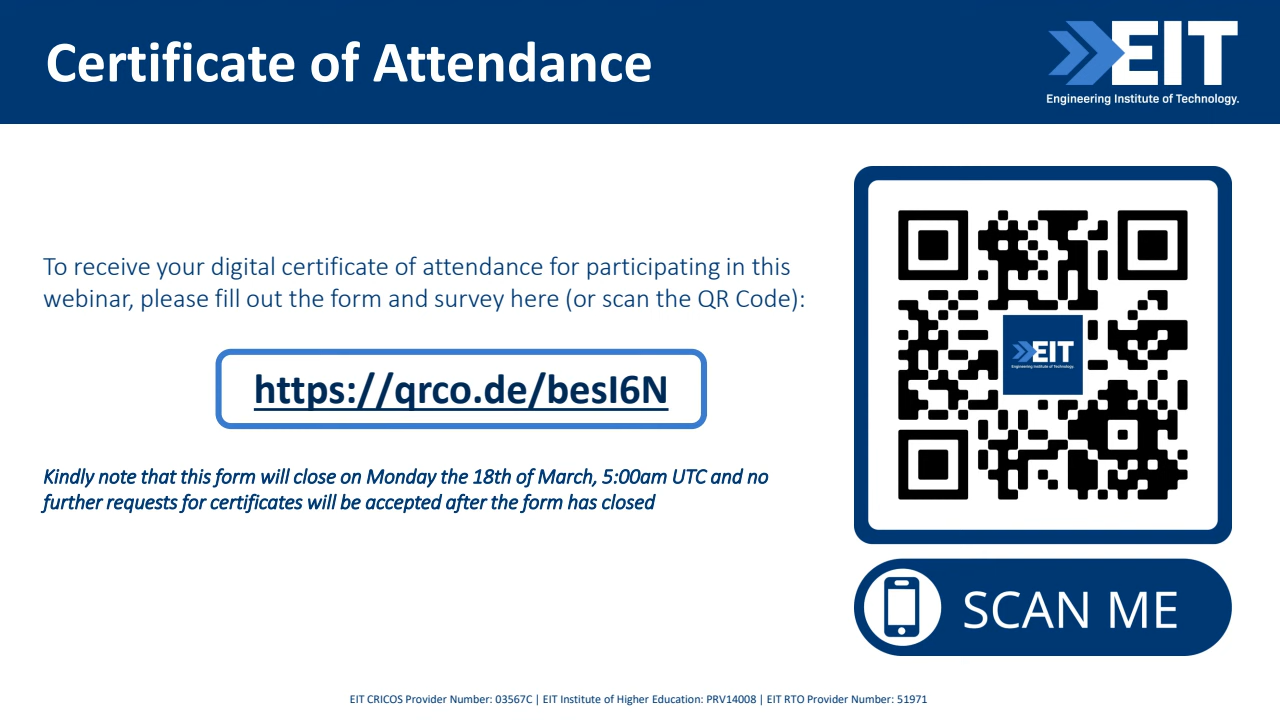 Certificate of Attendance
EIT
Engineering Institute of Technology.
To receive your digital certificate of attendance for participating in this
webinar, please fill out the form and survey here (or scan the QR Code):
https://qrco.de/besI6N
Kindly note that this form will close on Monday the 18th of March, 5:00am UTC and no
further requests for certificates will be accepted after the form has closed
EIT
Engineering Institute of Technology.
SCAN ME
EIT CRICOS Provider Number: 03567C | EIT Institute of Higher Education: PRV14008 | EIT RTO Provider Number: 51971